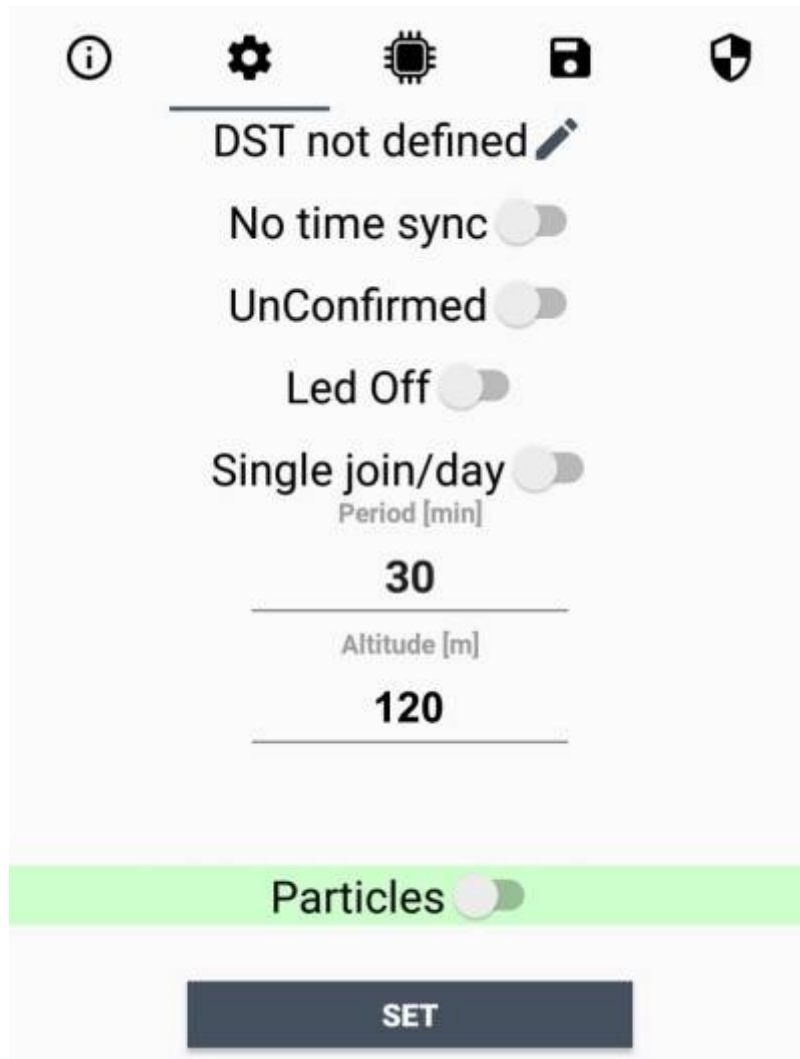 DST not defined
No time sync
UnConfirmed
Led Off
Single join/day
Period [min]
30
Altitude [m]
120
Particles
SET